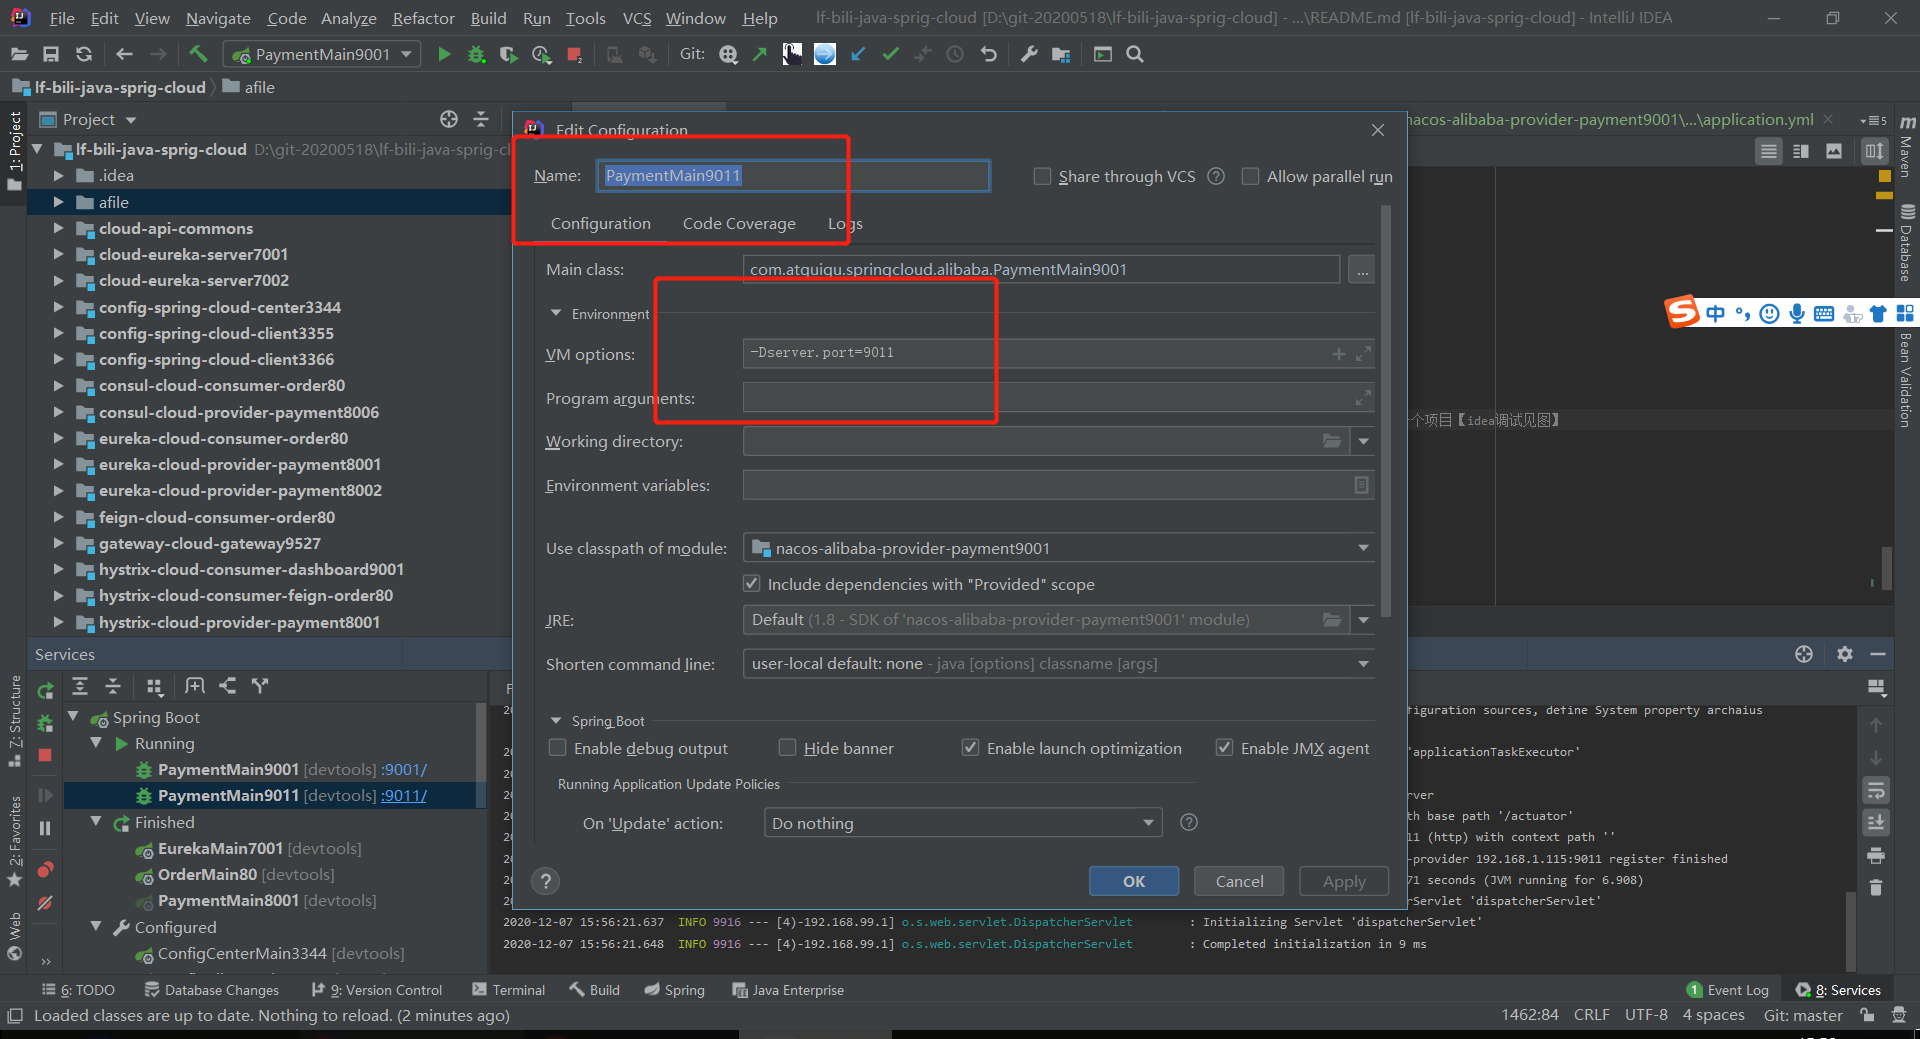 File Edit View Navigate Code Analyze Refactor Build Run Tools VCS Window Help lf-bili-java-sprig-cloud [D:\git-20200518\lf-bili-java-sprig-cloud] - ...\README.md [lf-bili-java-sprig-cloud] - IntelliJ IDEA
PaymentMain9001 Git:
lf-bili-java-sprig-cloud afile
Project
nacos-alibaba-provider-payment9001\...\application.yml 5
1: Project
Maven
Database
Bean Validation
lf-bili-java-sprig-cloud D:\git-20200518\lf-bili-java-sprig-cl
.idea
afile
cloud-api-commons
cloud-eureka-server7001
cloud-eureka-server7002
config-spring-cloud-center3344
config-spring-cloud-client3355
config-spring-cloud-client3366
consul-cloud-consumer-order80
consul-cloud-provider-payment8006
eureka-cloud-consumer-order80
eureka-cloud-provider-payment8001
eureka-cloud-provider-payment8002
feign-cloud-consumer-order80
gateway-cloud-gateway9527
hystrix-cloud-consumer-dashboard9001
hystrix-cloud-consumer-feign-order80
hystrix-cloud-provider-payment8001
Edit Configuration
Name: PaymentMain9011 Share through VCS ? Allow parallel run
Configuration Code Coverage Logs
Main class: com.atguigu.springcloud.alibaba.PaymentMain9001 ...
Environment
VM options: -Dserver.port=9011
Program arguments:
Working directory:
Environment variables:
Use classpath of module: nacos-alibaba-provider-payment9001
Include dependencies with "Provided" scope
JRE: Default (1.8 - SDK of 'nacos-alibaba-provider-payment9001' module)
Shorten command line: user-local default: none - java [options] classname [args]
Spring Boot
Enable debug output Hide banner Enable launch optimization Enable JMX agent
Running Application Update Policies
On 'Update' action: Do nothing ?
? OK Cancel Apply
中
个项目【idea调试见图】
Services
7: Structure
2: Favorites
Web
Spring Boot
Running
PaymentMain9001 [devtools] :9001/
PaymentMain9011 [devtools] :9011/
Finished
EurekaMain7001 [devtools]
OrderMain80 [devtools]
PaymentMain8001 [devtools]
Configured
ConfigCenterMain3344 [devtools]
figuration sources, define System property archaius
'applicationTaskExecutor'
rver
th base path '/actuator'
11 (http) with context path ''
-provider 192.168.1.115:9011 register finished
71 seconds (JVM running for 6.908)
rServlet 'dispatcherServlet'
2020-12-07 15:56:21.637 INFO 9916 --- [4)-192.168.99.1] o.s.web.servlet.DispatcherServlet : Initializing Servlet 'dispatcherServlet'
2020-12-07 15:56:21.648 INFO 9916 --- [4)-192.168.99.1] o.s.web.servlet.DispatcherServlet : Completed initialization in 9 ms
6: TODO Database Changes 9: Version Control Terminal Build Spring Java Enterprise 1 Event Log 8: Services
Loaded classes are up to date. Nothing to reload. (2 minutes ago) 1462:84 CRLF UTF-8 4 spaces Git: master